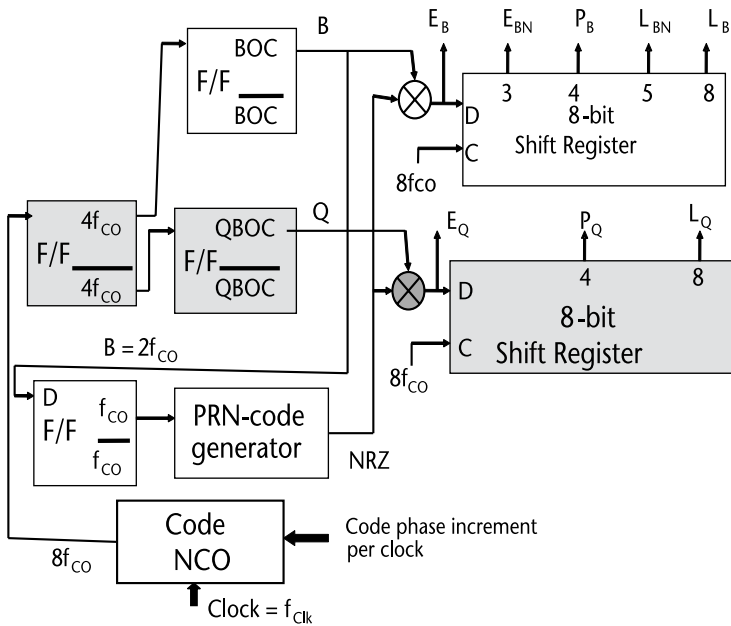 B
E_B
E_BN
P_B
L_BN
L_B
BOC
F/F
BOC
3
4
5
8
D
8-bit
Shift Register
C
8fco
4f_CO
F/F
4f_CO
QBOC
F/F
QBOC
Q
E_Q
P_Q
L_Q
4
8
D
8-bit
Shift Register
C
8f_CO
B = 2f_CO
D
f_CO
F/F
f_CO
PRN-code
generator
NRZ
Code
NCO
8f_CO
Code phase increment
per clock
Clock = f_Clk